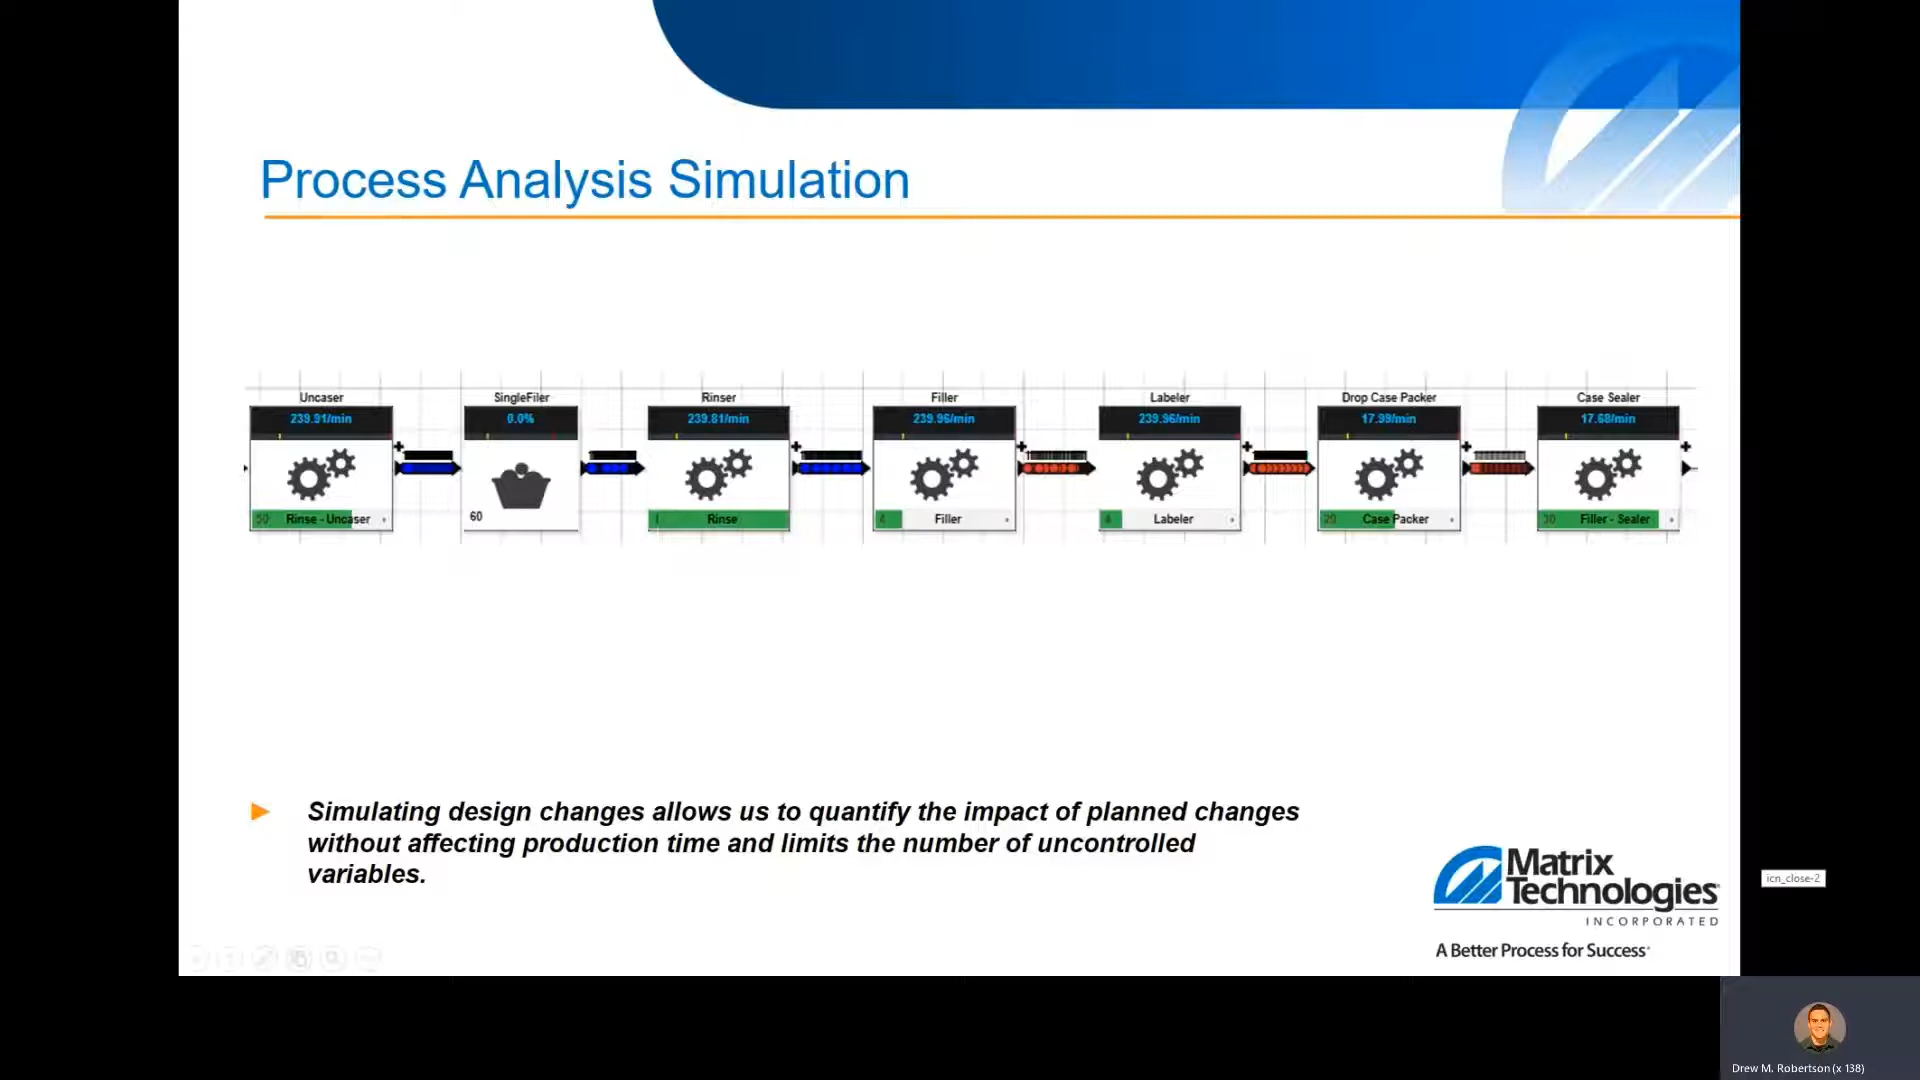 Process Analysis Simulation
Uncaser
SingleFiler
Rinser
Filler
Labeler
Drop Case Packer
Case Sealer
239.91/min
0.0%
239.81/min
239.96/min
239.96/min
17.99/min
17.68/min
60
50 Rinse - Uncaser
Rinse
4 Filler
Labeler
20 Case Packer
30 Filler - Sealer
Simulating design changes allows us to quantify the impact of planned changes
without affecting production time and limits the number of uncontrolled
variables.
Matrix
Technologies
INCORPORATED
A Better Process for Success
icn_close-2
Drew M. Robertson (x 138)